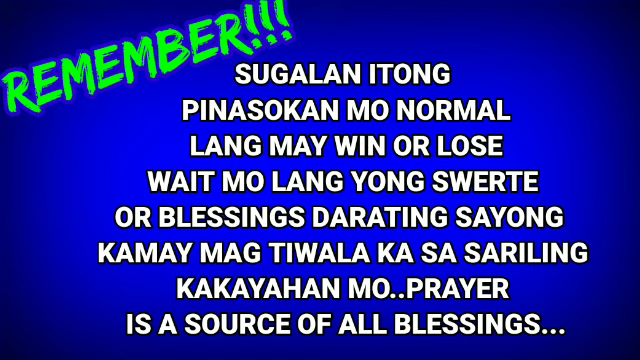 REMEMBER!!!
SUGALAN ITONG
PINASOKAN MO NORMAL
LANG MAY WIN OR LOSE
WAIT MO LANG YONG SWERTE
OR BLESSINGS DARATING SAYONG
KAMAY MAG TIWALA KA SA SARILING
KAKAYAHAN MO..PRAYER
IS A SOURCE OF ALL BLESSINGS...